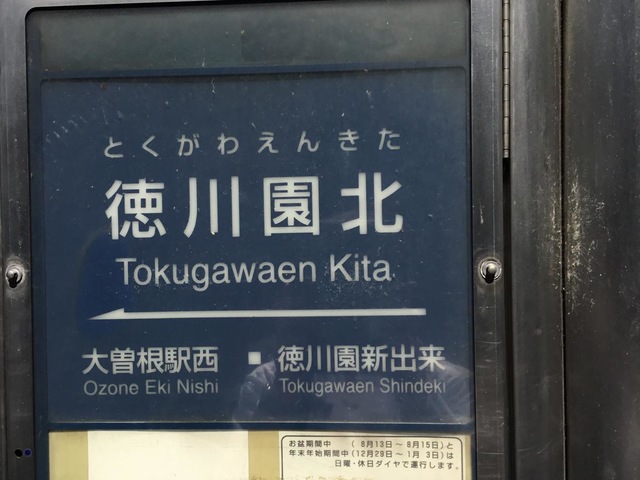 とくがわえんきた
徳川園北
Tokugawaen Kita
大曽根駅西 徳川園新出来
Ozone Eki Nishi Tokugawaen Shindeki
お盆期間中 (8月13日～8月15日)と
年末年始期間中(12月29日～1月3日)は
日曜・休日ダイヤで運行します。